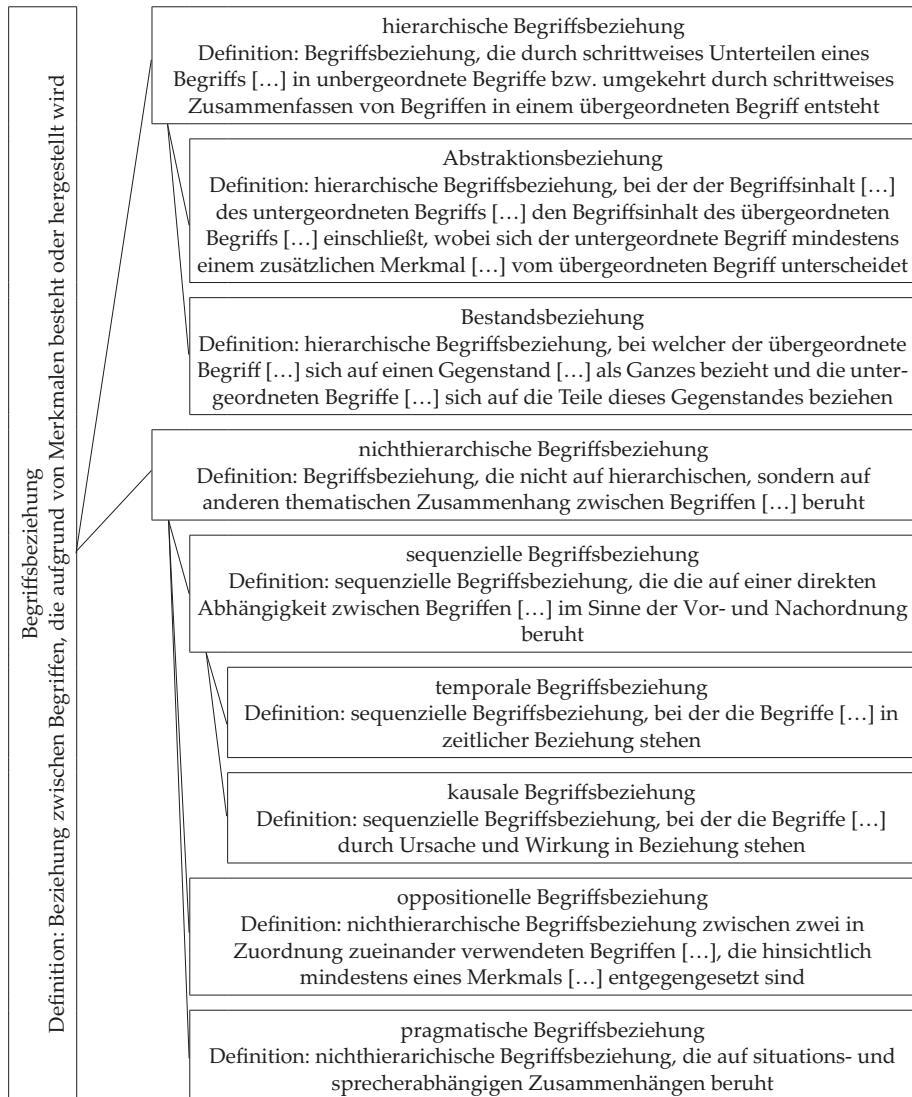 Begriffsbeziehung
Definition: Beziehung zwischen Begriffen, die aufgrund von Merkmalen besteht oder hergestellt wird
hierarchische Begriffsbeziehung
Definition: Begriffsbeziehung, die durch schrittweises Unterteilen eines
Begriffs […] in unbergeordnete Begriffe bzw. umgekehrt durch schrittweises
Zusammenfassen von Begriffen in einem übergeordneten Begriff entsteht
Abstraktionsbeziehung
Definition: hierarchische Begriffsbeziehung, bei der der Begriffsinhalt […]
des untergeordneten Begriffs […] den Begriffsinhalt des übergeordneten
Begriffs […] einschließt, wobei sich der untergeordnete Begriff mindestens
einem zusätzlichen Merkmal […] vom übergeordneten Begriff unterscheidet
Bestandsbeziehung
Definition: hierarchische Begriffsbeziehung, bei welcher der übergeordnete
Begriff […] sich auf einen Gegenstand […] als Ganzes bezieht und die unter-
geordneten Begriffe […] sich auf die Teile dieses Gegenstandes beziehen
nichthierarchische Begriffsbeziehung
Definition: Begriffsbeziehung, die nicht auf hierarchischen, sondern auf
anderen thematischen Zusammenhang zwischen Begriffen […] beruht
sequenzielle Begriffsbeziehung
Definition: sequenzielle Begriffsbeziehung, die die auf einer direkten
Abhängigkeit zwischen Begriffen […] im Sinne der Vor- und Nachordnung
beruht
temporale Begriffsbeziehung
Definition: sequenzielle Begriffsbeziehung, bei der die Begriffe […] in
zeitlicher Beziehung stehen
kausale Begriffsbeziehung
Definition: sequenzielle Begriffsbeziehung, bei der die Begriffe […]
durch Ursache und Wirkung in Beziehung stehen
oppositionelle Begriffsbeziehung
Definition: nichthierarchische Begriffsbeziehung zwischen zwei in
Zuordnung zueinander verwendeten Begriffen […], die hinsichtlich
mindestens eines Merkmals […] entgegengesetzt sind
pragmatische Begriffsbeziehung
Definition: nichthierarichische Begriffsbeziehung, die auf situations- und
sprecherabhängigen Zusammenhängen beruht